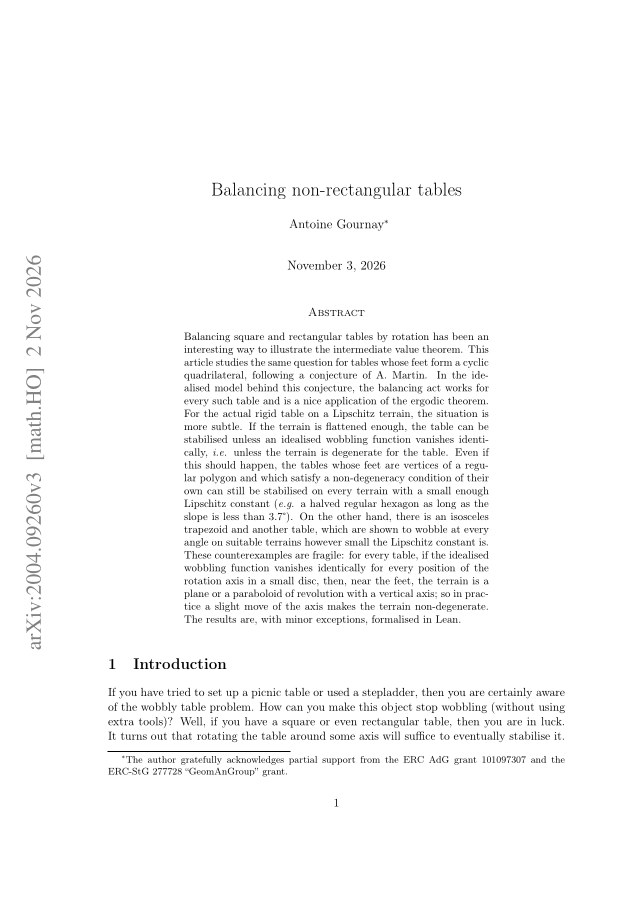 arXiv:2004.09260v3 [math.HO] 2 Nov 2026
Balancing non-rectangular tables
Antoine Gournay*
November 3, 2026
Abstract
Balancing square and rectangular tables by rotation has been an
interesting way to illustrate the intermediate value theorem. This
article studies the same question for tables whose feet form a cyclic
quadrilateral, following a conjecture of A. Martin. In the ide-
alised model behind this conjecture, the balancing act works for
every such table and is a nice application of the ergodic theorem.
For the actual rigid table on a Lipschitz terrain, the situation is
more subtle. If the terrain is flattened enough, the table can be
stabilised unless an idealised wobbling function vanishes identi-
cally, i.e. unless the terrain is degenerate for the table. Even if
this should happen, the tables whose feet are vertices of a regu-
lar polygon and which satisfy a non-degeneracy condition of their
own can still be stabilised on every terrain with a small enough
Lipschitz constant (e.g. a halved regular hexagon as long as the
slope is less than 3.7°). On the other hand, there is an isosceles
trapezoid and another table, which are shown to wobble at every
angle on suitable terrains however small the Lipschitz constant is.
These counterexamples are fragile: for every table, if the idealised
wobbling function vanishes identically for every position of the
rotation axis in a small disc, then, near the feet, the terrain is a
plane or a paraboloid of revolution with a vertical axis; so in prac-
tice a slight move of the axis makes the terrain non-degenerate.
The results are, with minor exceptions, formalised in Lean.
1 Introduction
If you have tried to set up a picnic table or used a stepladder, then you are certainly aware
of the wobbly table problem. How can you make this object stop wobbling (without using
extra tools)? Well, if you have a square or even rectangular table, then you are in luck.
It turns out that rotating the table around some axis will suffice to eventually stabilise it.
*The author gratefully acknowledges partial support from the ERC AdG grant 101097307 and the
ERC-StG 277728 “GeomAnGroup” grant.
1